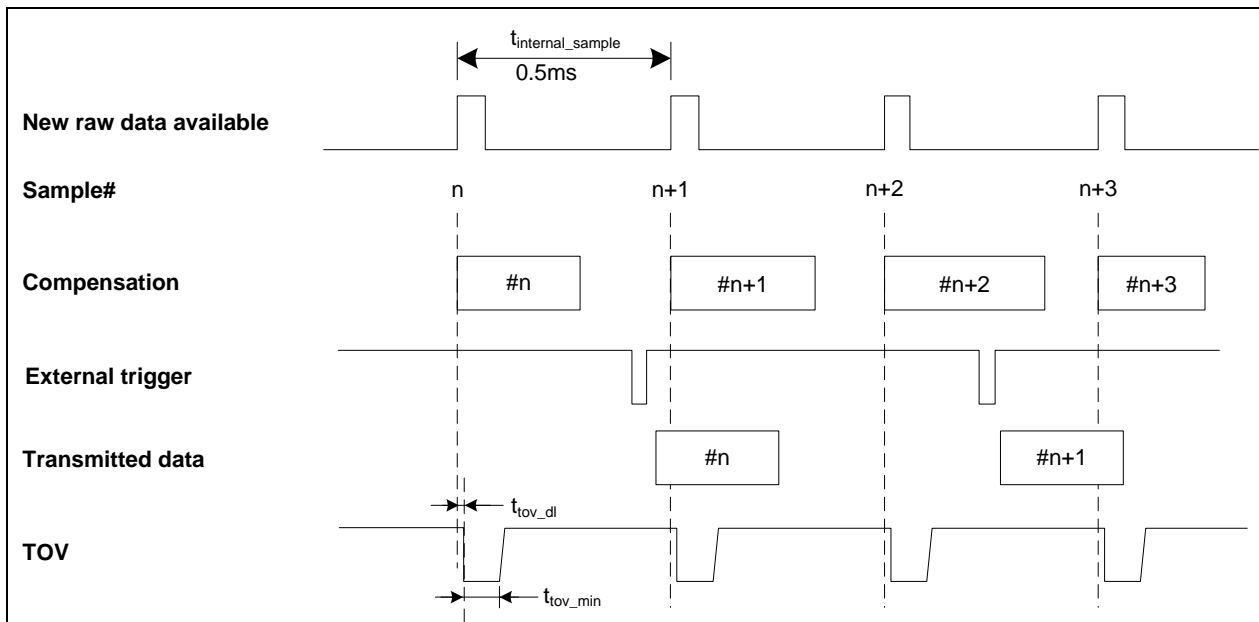 t_internal_sample
0.5ms
New raw data available
Sample# n n+1 n+2 n+3
Compensation #n #n+1 #n+2 #n+3
External trigger
Transmitted data #n #n+1
t_tov_dl
TOV
t_tov_min